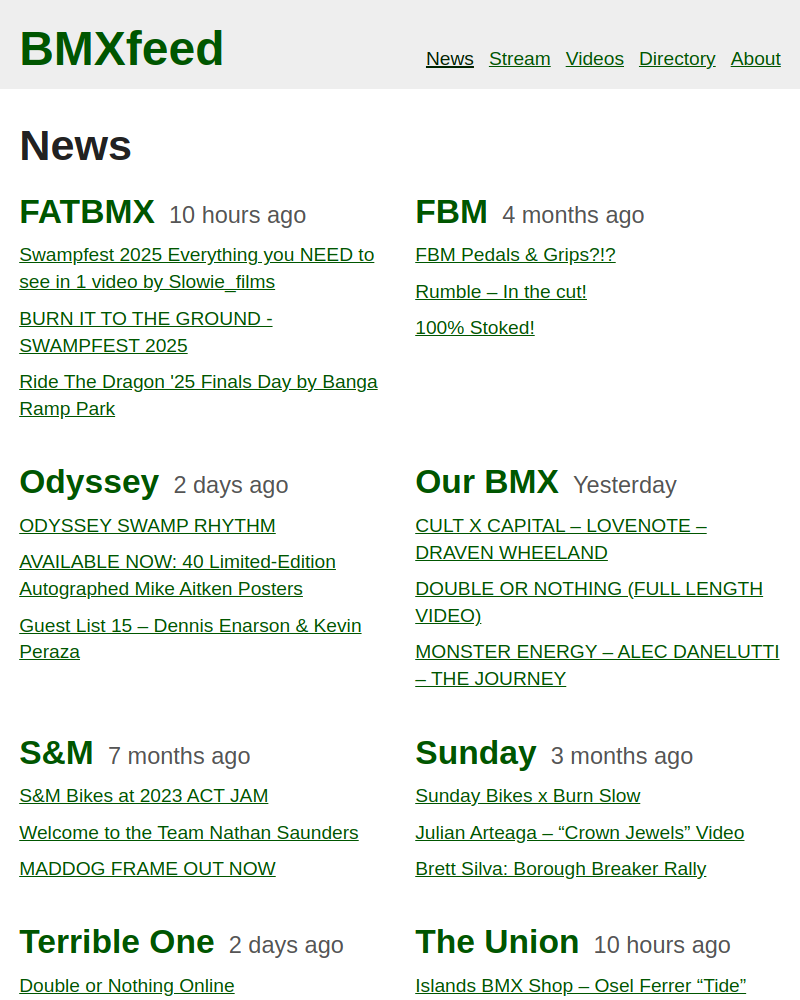 BMXfeed
News Stream Videos Directory About
News
FATBMX 10 hours ago
Swampfest 2025 Everything you NEED to
see in 1 video by Slowie_films
BURN IT TO THE GROUND -
SWAMPFEST 2025
Ride The Dragon '25 Finals Day by Banga
Ramp Park
FBM 4 months ago
FBM Pedals & Grips?!?
Rumble – In the cut!
100% Stoked!
Odyssey 2 days ago
ODYSSEY SWAMP RHYTHM
AVAILABLE NOW: 40 Limited-Edition
Autographed Mike Aitken Posters
Guest List 15 – Dennis Enarson & Kevin
Peraza
Our BMX Yesterday
CULT X CAPITAL – LOVENOTE –
DRAVEN WHEELAND
DOUBLE OR NOTHING (FULL LENGTH
VIDEO)
MONSTER ENERGY – ALEC DANELUTTI
– THE JOURNEY
S&M 7 months ago
S&M Bikes at 2023 ACT JAM
Welcome to the Team Nathan Saunders
MADDOG FRAME OUT NOW
Sunday 3 months ago
Sunday Bikes x Burn Slow
Julian Arteaga – “Crown Jewels” Video
Brett Silva: Borough Breaker Rally
Terrible One 2 days ago
Double or Nothing Online
The Union 10 hours ago
Islands BMX Shop – Osel Ferrer “Tide”